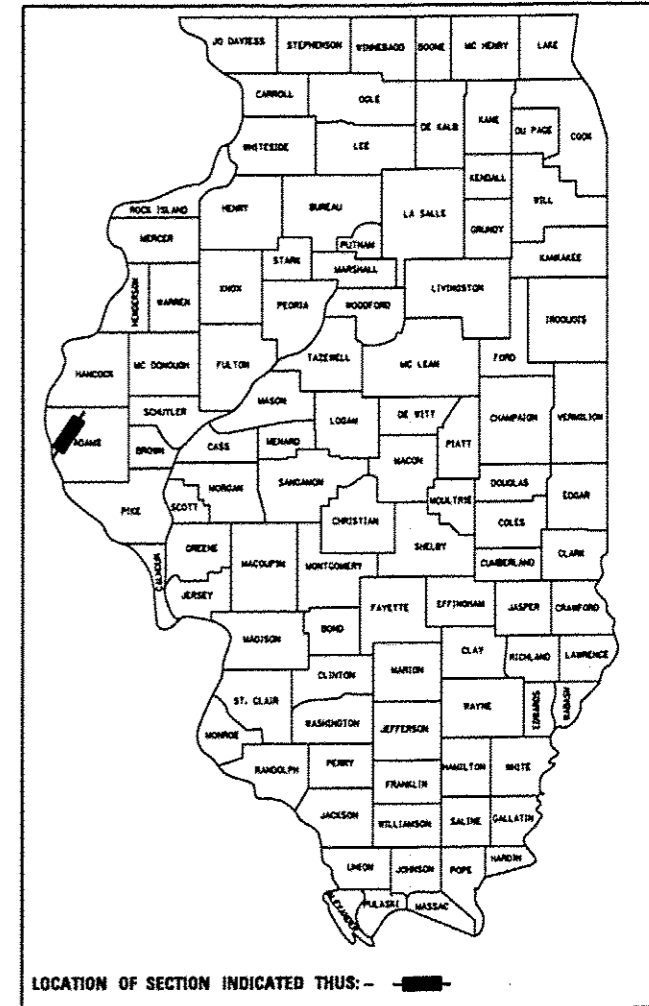 JO DAVIESS STEPHENSON WINNEBAGO BOONE MC HENRY LAKE
CARROLL OGLE DE KALB KANE DU PAGE COOK
WHITESIDE LEE KENDALL WILL
ROCK ISLAND HENRY BUREAU LA SALLE GRUNDY
MERCER PUTNAM KANKAKEE
STARK MARSHALL
HENDERSON WARREN KNOX PEORIA WOODFORD LIVINGSTON IROQUOIS
HANCOCK MC DONOUGH FULTON TAZEWELL MC LEAN FORD
SCHUYLER MASON LOGAN DE WITT CHAMPAIGN VERMILION
ADAMS BROWN CASS MENARD PIATT
MACON
PIKE SCOTT MORGAN SANGAMON MOULTRIE DOUGLAS EDGAR
CHRISTIAN COLES
CALHOUN GREENE MACOUPIN MONTGOMERY SHELBY CUMBERLAND CLARK
JERSEY FAYETTE EFFINGHAM JASPER CRAWFORD
MADISON BOND CLAY RICHLAND LAWRENCE
CLINTON MARION
ST. CLAIR WAYNE EDWARDS WABASH
MONROE WASHINGTON JEFFERSON
RANDOLPH PERRY HAMILTON WHITE
FRANKLIN
JACKSON WILLIAMSON SALINE GALLATIN
UNION JOHNSON POPE HARDIN
ALEXANDER PULASKI MASSAC
LOCATION OF SECTION INDICATED THUS: -